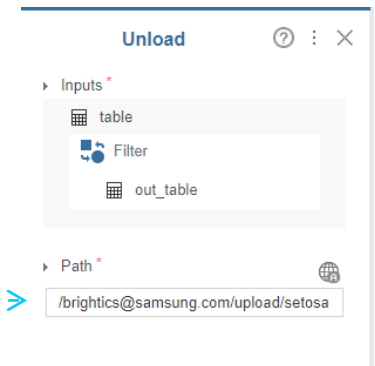 Unload
Inputs *
table
Filter
out_table
Path *
/brightics@samsung.com/upload/setosa